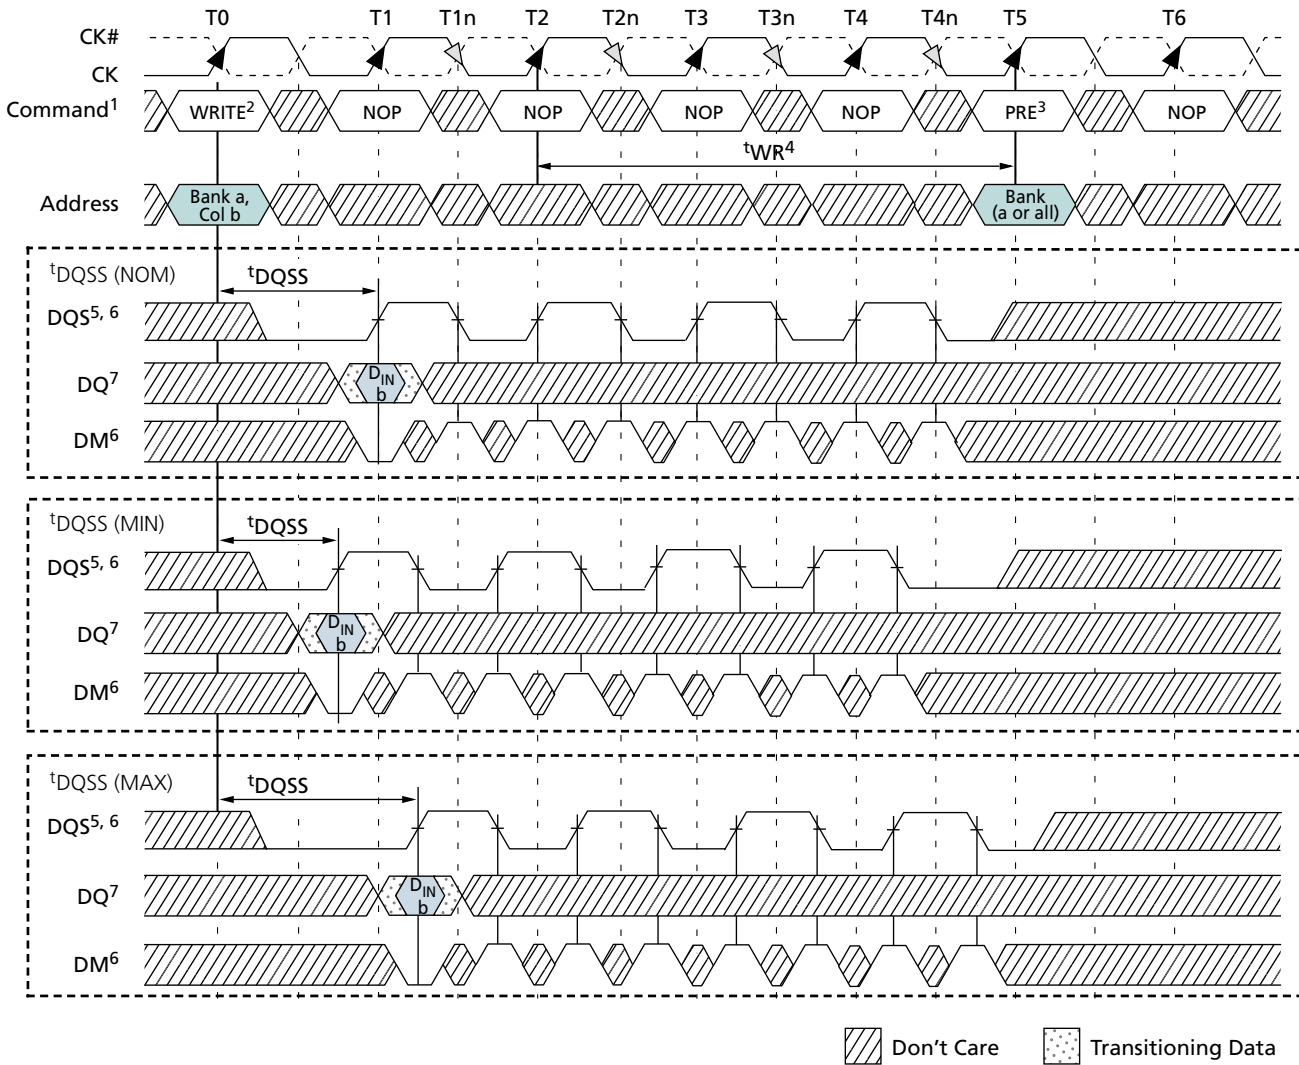 T0 T1 T1n T2 T2n T3 T3n T4 T4n T5 T6
CK#
CK
Command¹ WRITE² NOP NOP NOP NOP PRE³ NOP
ᵗWR⁴
Address Bank a, Bank
Col b (a or all)
ᵗDQSS (NOM) ᵗDQSS
DQS⁵, ⁶
DQ⁷ DIN
b
DM⁶
ᵗDQSS (MIN) ᵗDQSS
DQS⁵, ⁶
DQ⁷ DIN
b
DM⁶
ᵗDQSS (MAX) ᵗDQSS
DQS⁵, ⁶
DQ⁷ DIN
b
DM⁶
Don't Care Transitioning Data